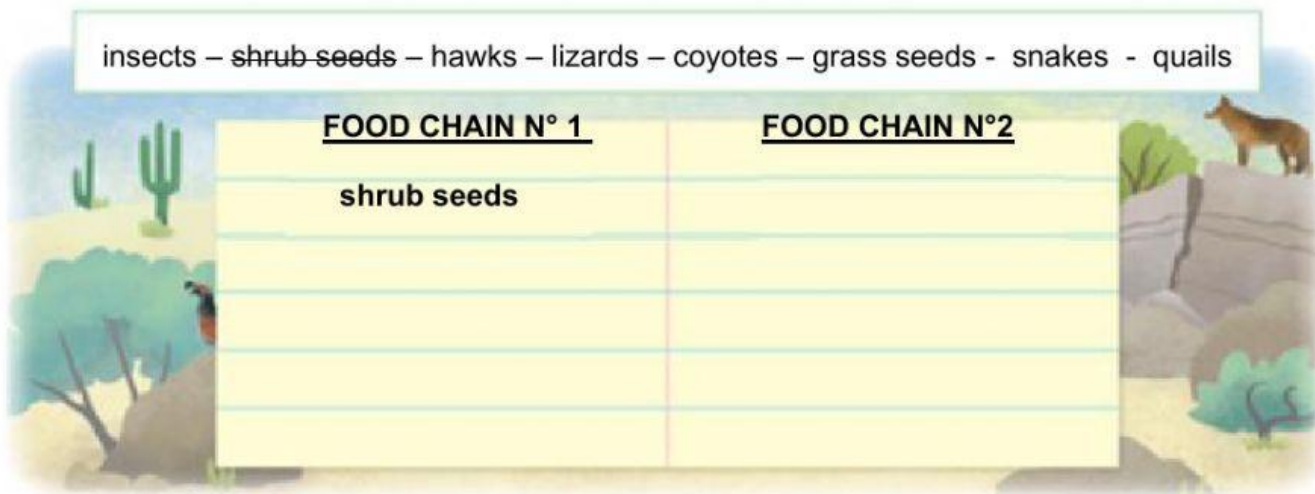 insects – shrub seeds – hawks – lizards – coyotes – grass seeds - snakes - quails
FOOD CHAIN N° 1
FOOD CHAIN N°2
shrub seeds